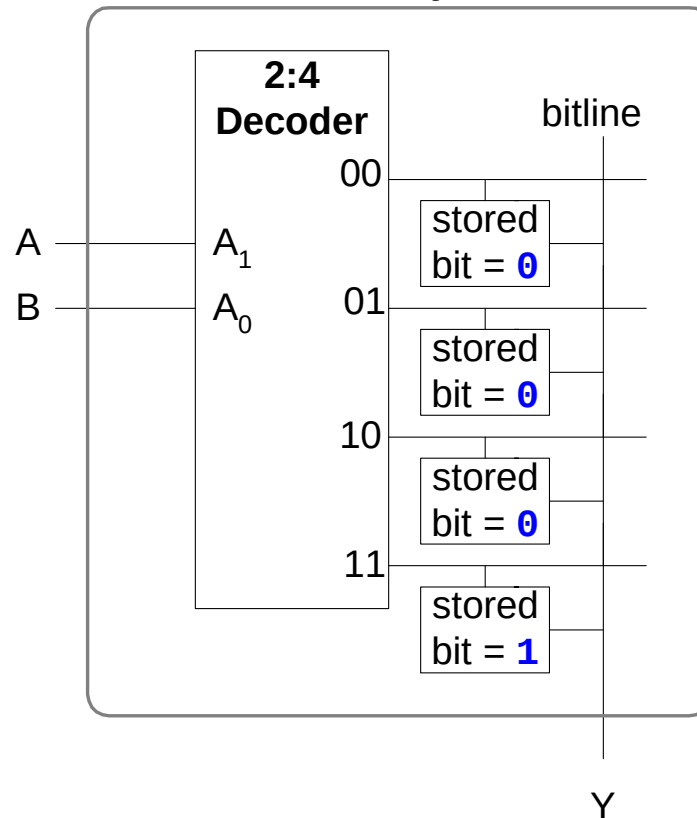 2:4
Decoder
bitline
00
stored
bit = 0
A
A1
B
A0
01
stored
bit = 0
10
stored
bit = 0
11
stored
bit = 1
Y